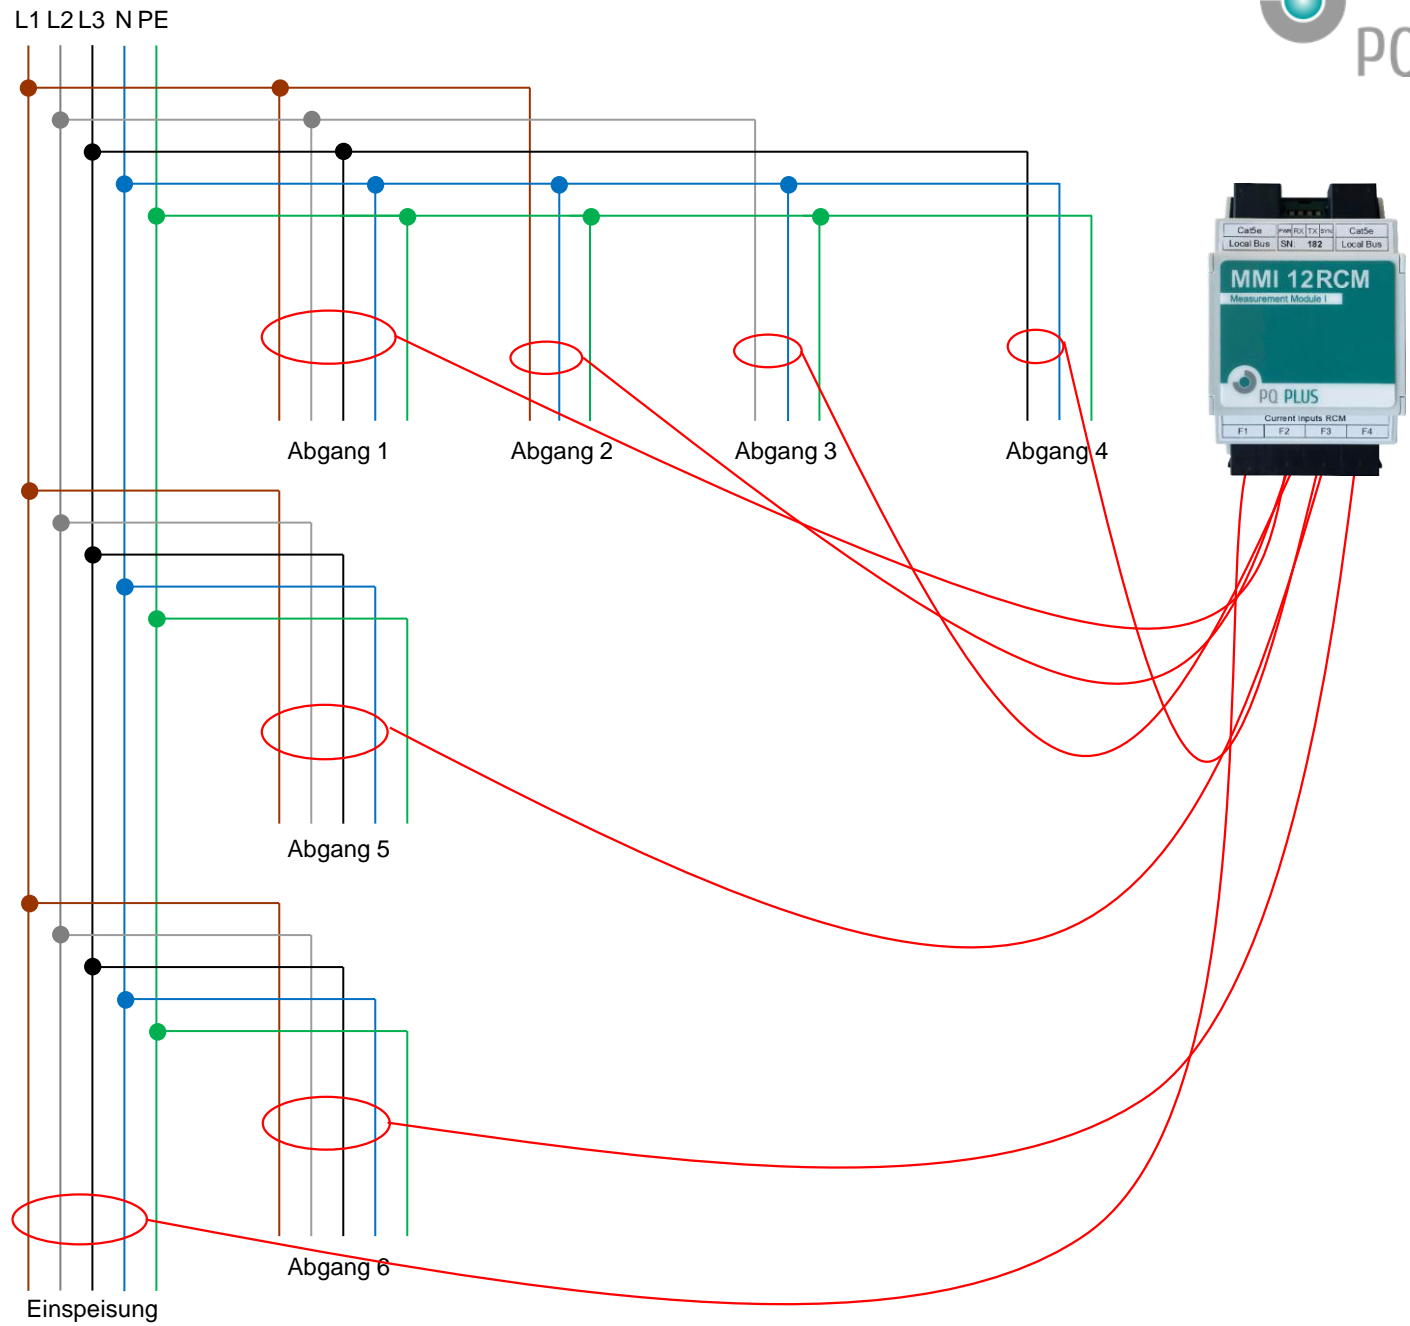 L1 L2 L3 N PE
PQ
Cat5e PWR RX TX SYN Cat5e
Local Bus SN: 182 Local Bus
MMI 12RCM
Measurement Module I
PQ PLUS
Current Inputs RCM
F1 F2 F3 F4
Abgang 1 Abgang 2 Abgang 3 Abgang 4
Abgang 5
Abgang 6
Einspeisung